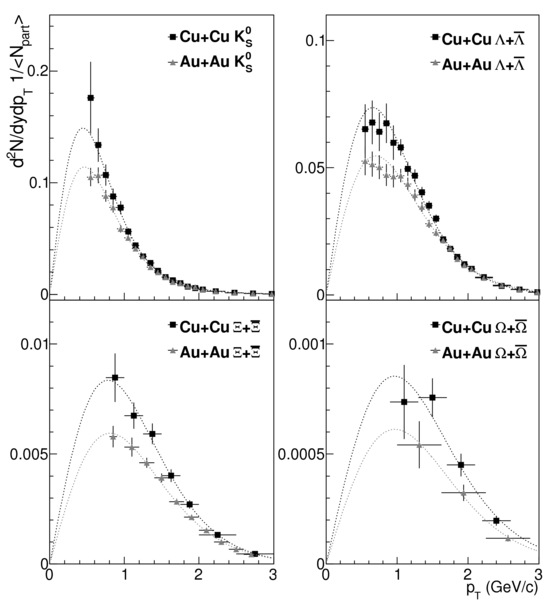 d²N/dydp_T 1/<N_part>
Cu+Cu K⁰_S
Au+Au K⁰_S
0.2
0.1
0
Cu+Cu Λ+Λ̅
Au+Au Λ+Λ̅
0.1
0.05
0
Cu+Cu Ξ+Ξ̅
Au+Au Ξ+Ξ̅
0.01
0.005
0
0 1 2 3
Cu+Cu Ω+Ω̅
Au+Au Ω+Ω̅
0.001
0.0005
0
0 1 2 3
p_T (GeV/c)